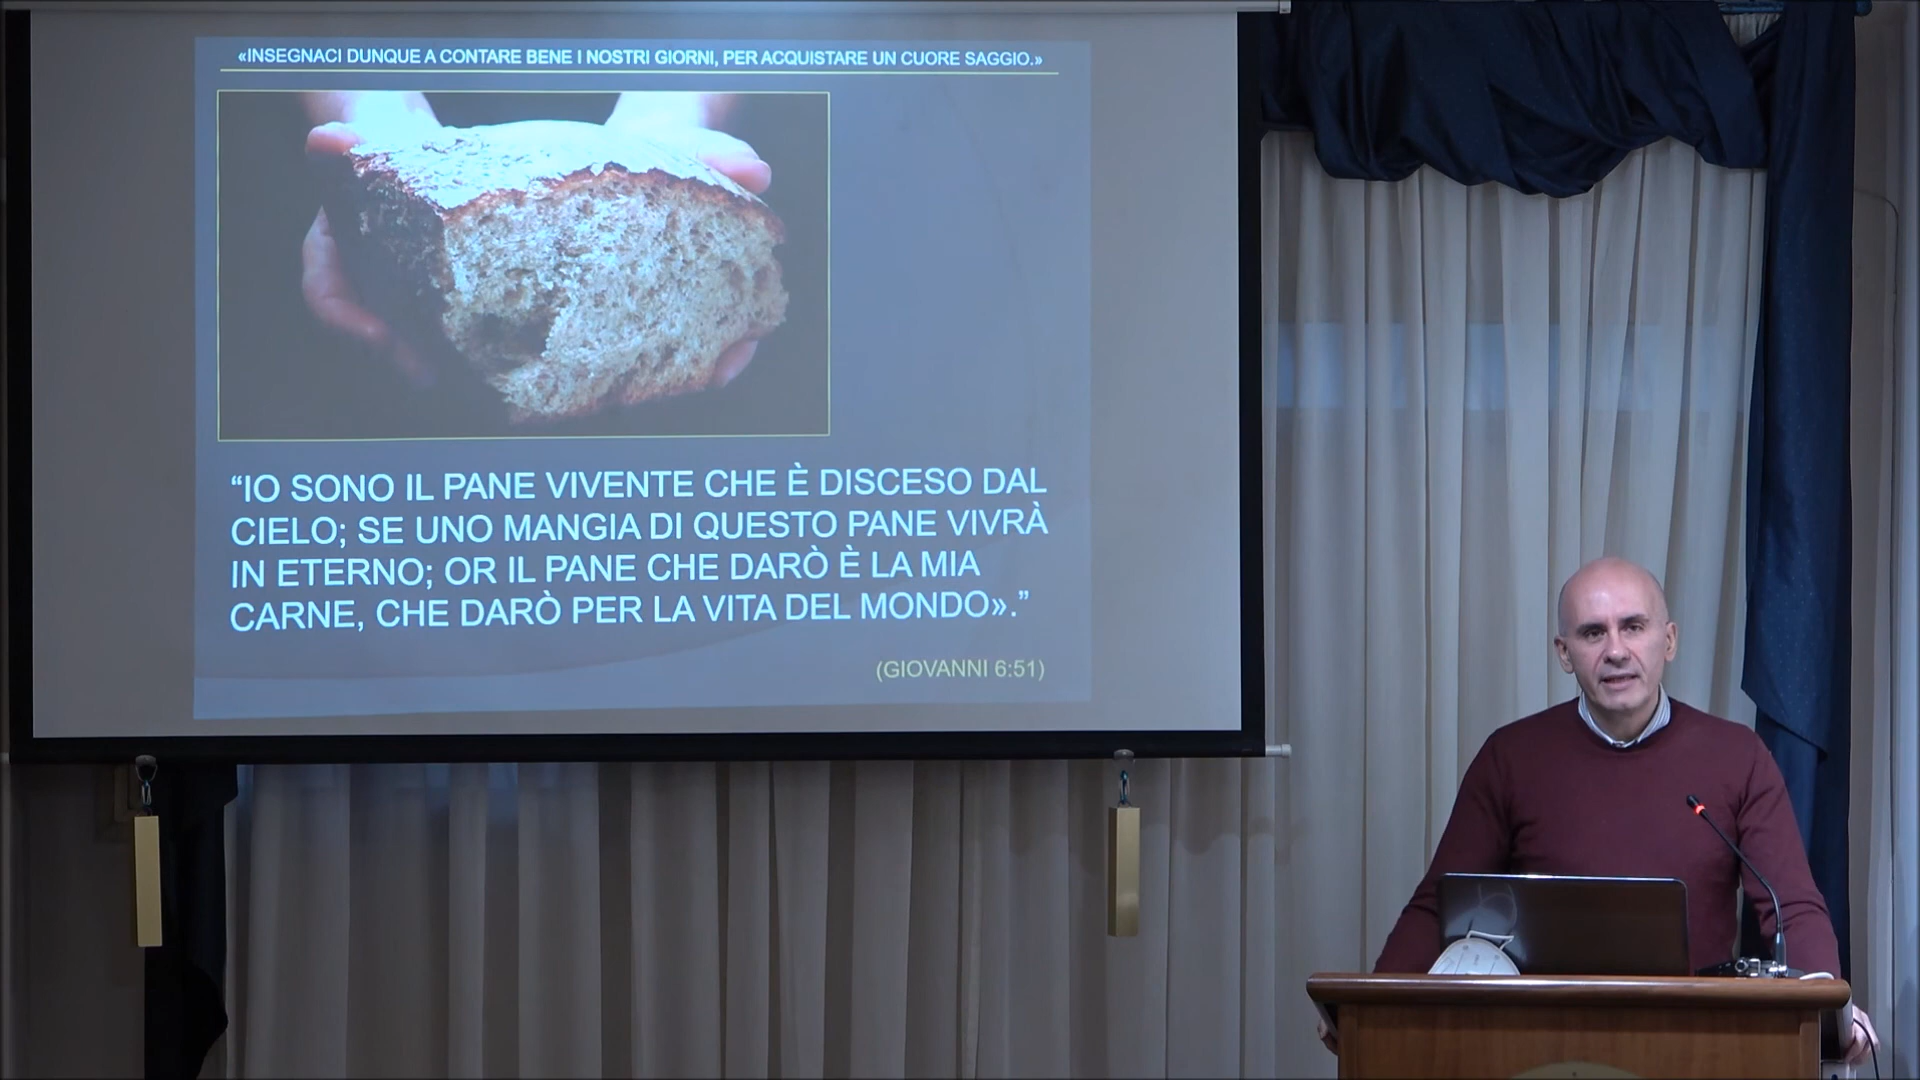 «INSEGNACI DUNQUE A CONTARE BENE I NOSTRI GIORNI, PER ACQUISTARE UN CUORE SAGGIO.»
“IO SONO IL PANE VIVENTE CHE È DISCESO DAL
CIELO; SE UNO MANGIA DI QUESTO PANE VIVRÀ
IN ETERNO; OR IL PANE CHE DARÒ È LA MIA
CARNE, CHE DARÒ PER LA VITA DEL MONDO».”
(GIOVANNI 6:51)